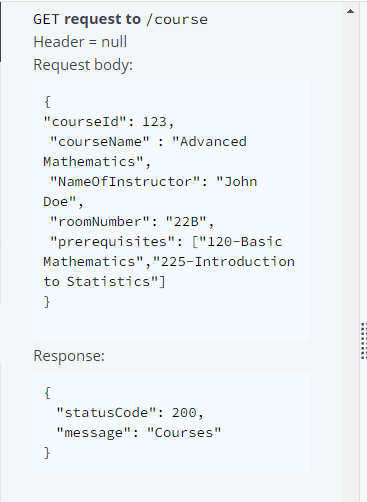 GET request to /course
Header = null
Request body:
{
"courseId": 123,
"courseName" : "Advanced
Mathematics",
"NameOfInstructor": "John
Doe",
"roomNumber": "22B",
"prerequisites": ["120-Basic
Mathematics","225-Introduction
to Statistics"]
}
Response:
{
"statusCode": 200,
"message": "Courses"
}